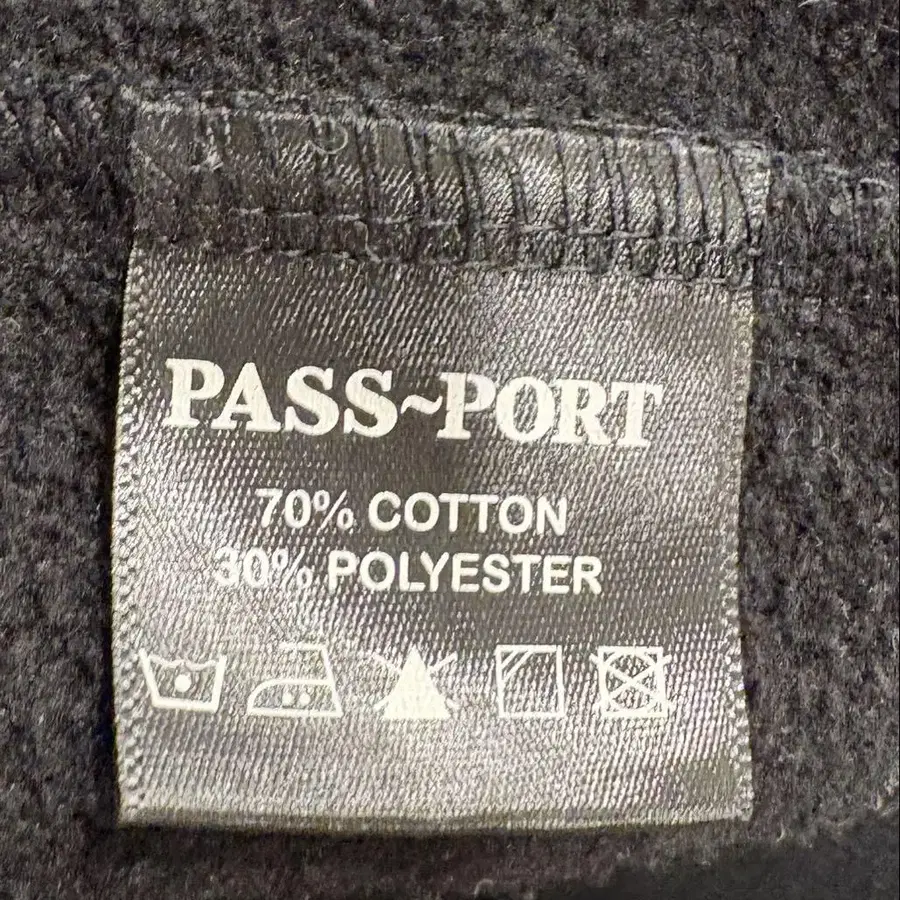 PASS~PORT
70% COTTON
30% POLYESTER